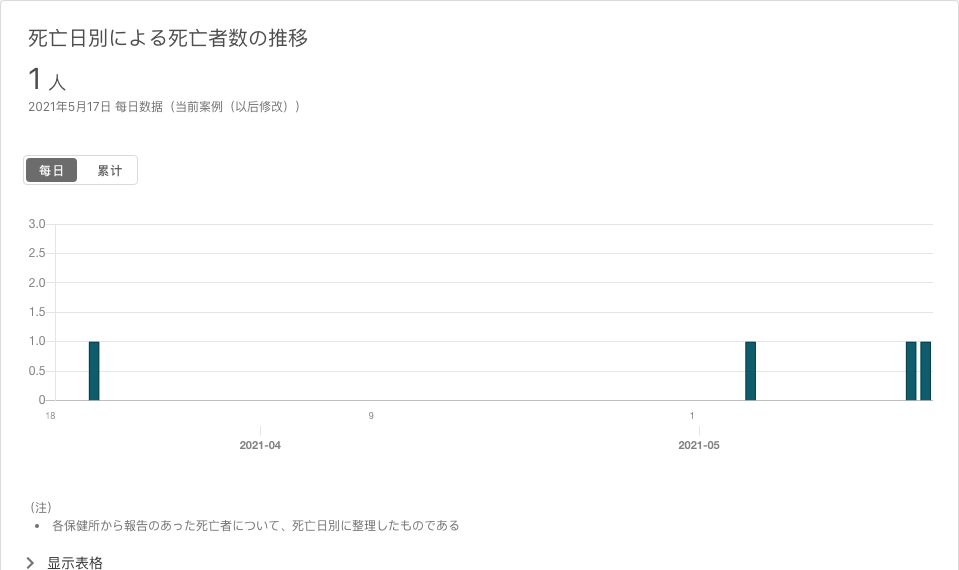 死亡日別による死亡者数の推移
1 人
2021年5月17日 每日数据（当前案例（以后修改））
每日 累计
3.0
2.5
2.0
1.5
1.0
0.5
0
18 9 1
2021-04 2021-05
（注）
• 各保健所から報告のあった死亡者について、死亡日別に整理したものである
显示表格